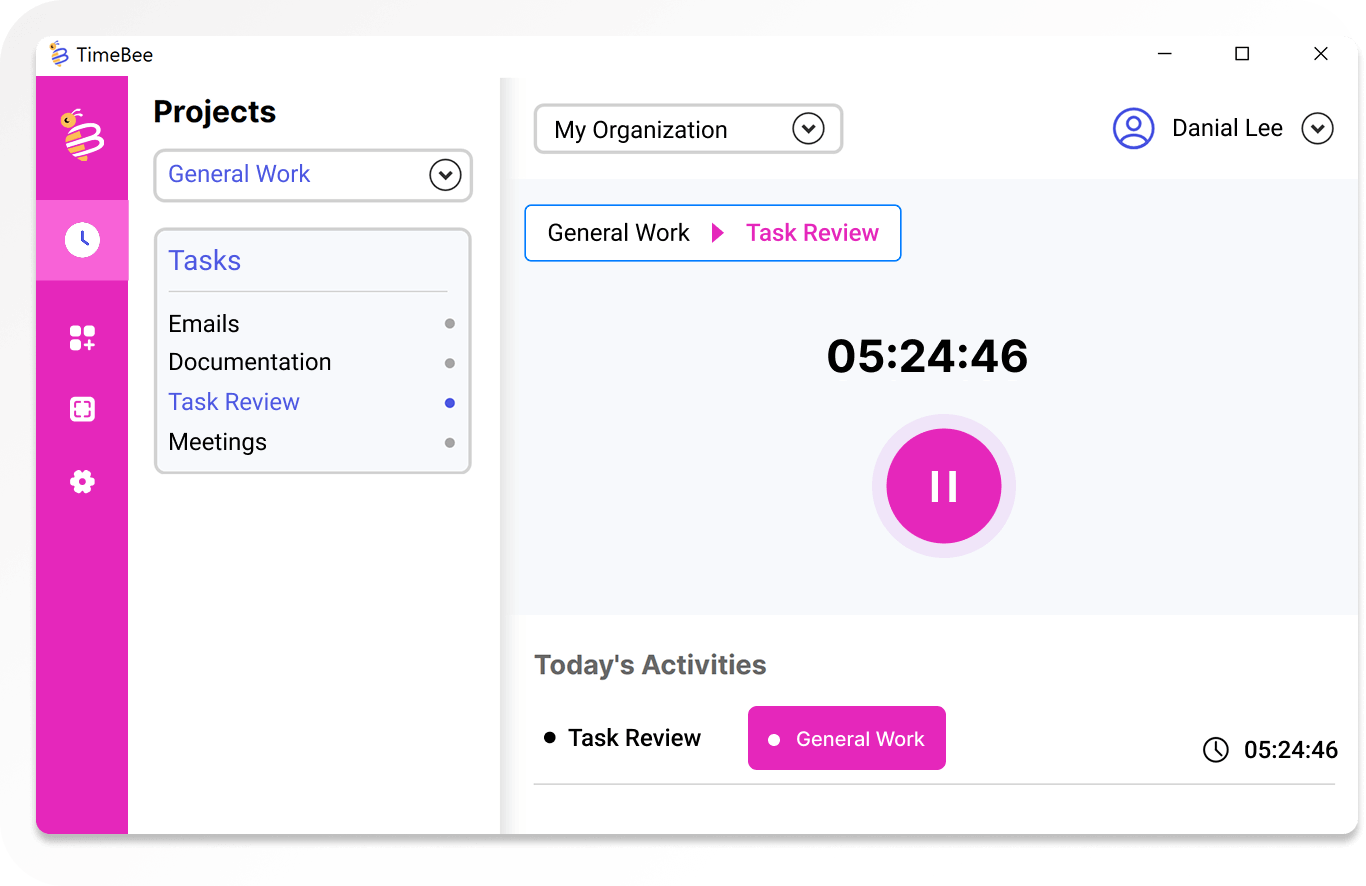 TimeBee
Projects
General Work
Tasks
Emails
Documentation
Task Review
Meetings
My Organization
Danial Lee
General Work Task Review
05:24:46
Today's Activities
Task Review General Work 05:24:46